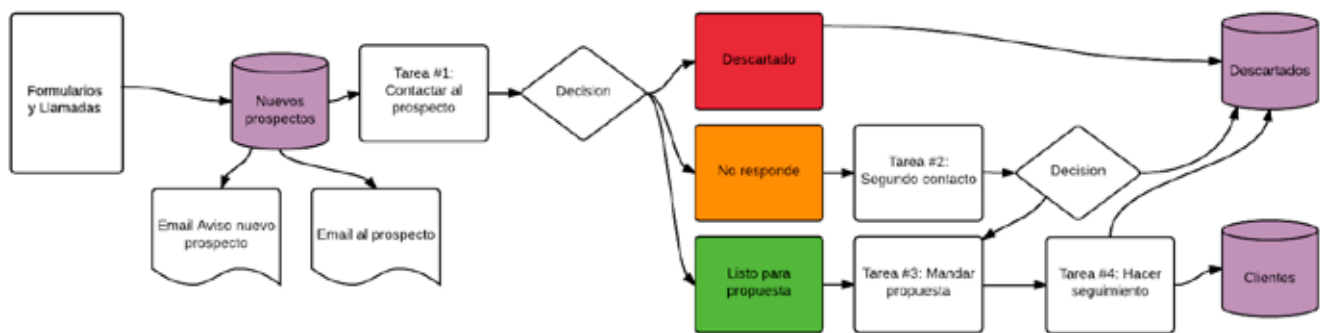 Formularios
y Llamadas
Nuevos
prospectos
Email Aviso nuevo
prospecto
Email al prospecto
Tarea #1:
Contactar al
prospecto
Decision
Descartado
No responde
Listo para
propuesta
Tarea #2:
Segundo contacto
Decision
Tarea #3: Mandar
propuesta
Tarea #4: Hacer
seguimiento
Descartados
Clientes